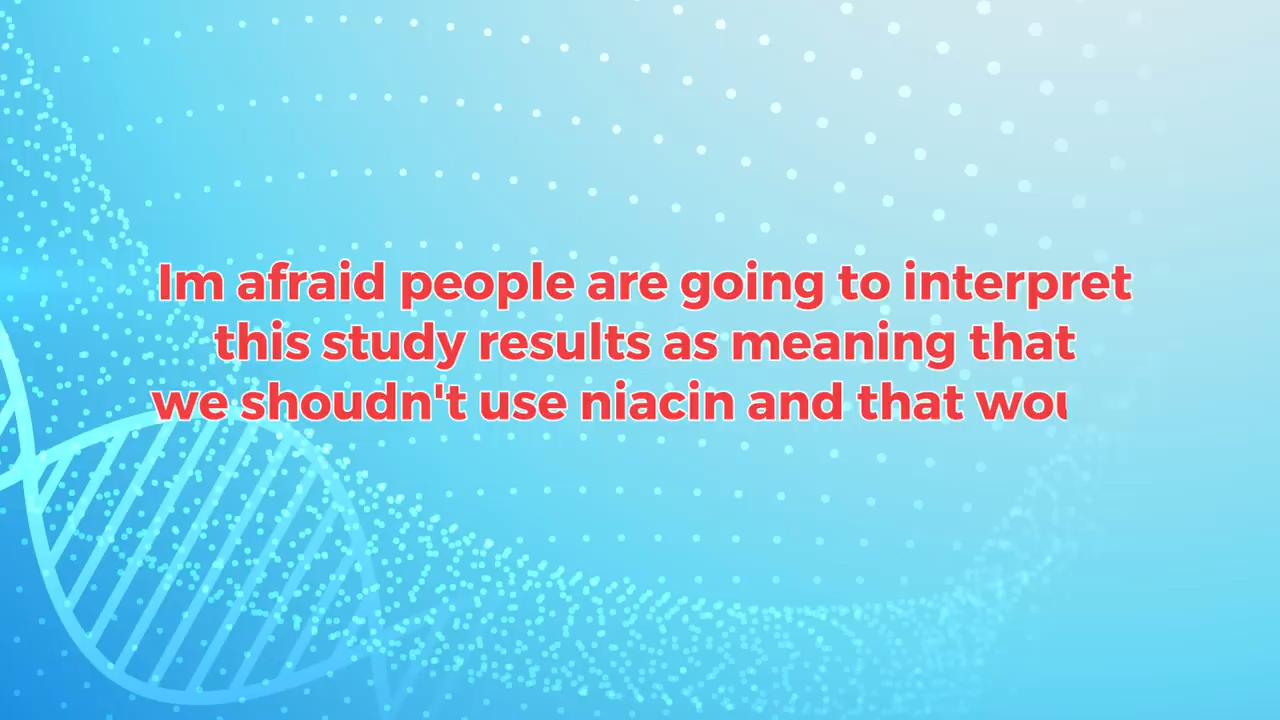 Im afraid people are going to interpret
this study results as meaning that
we shoudn't use niacin and that